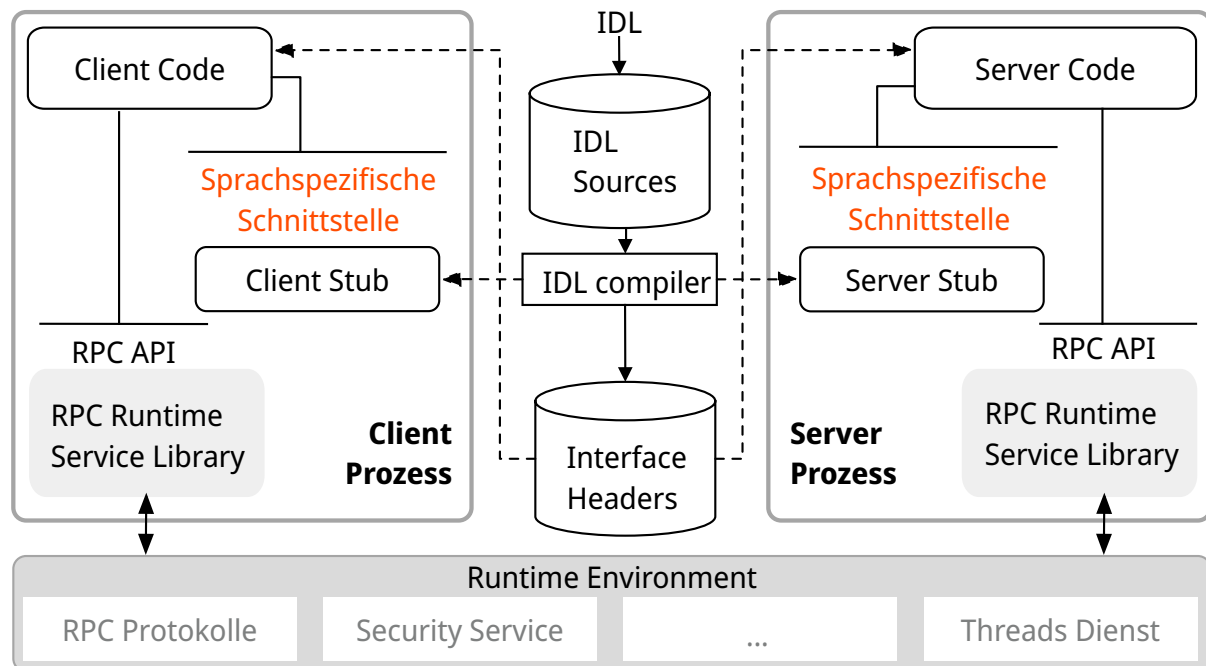 IDL
Client Code
Server Code
IDL
Sources
Sprachspezifische
Schnittstelle
Sprachspezifische
Schnittstelle
Client Stub
IDL compiler
Server Stub
RPC API
RPC API
RPC Runtime
Service Library
Client
Prozess
Interface
Headers
Server
Prozess
RPC Runtime
Service Library
Runtime Environment
RPC Protokolle
Security Service
...
Threads Dienst